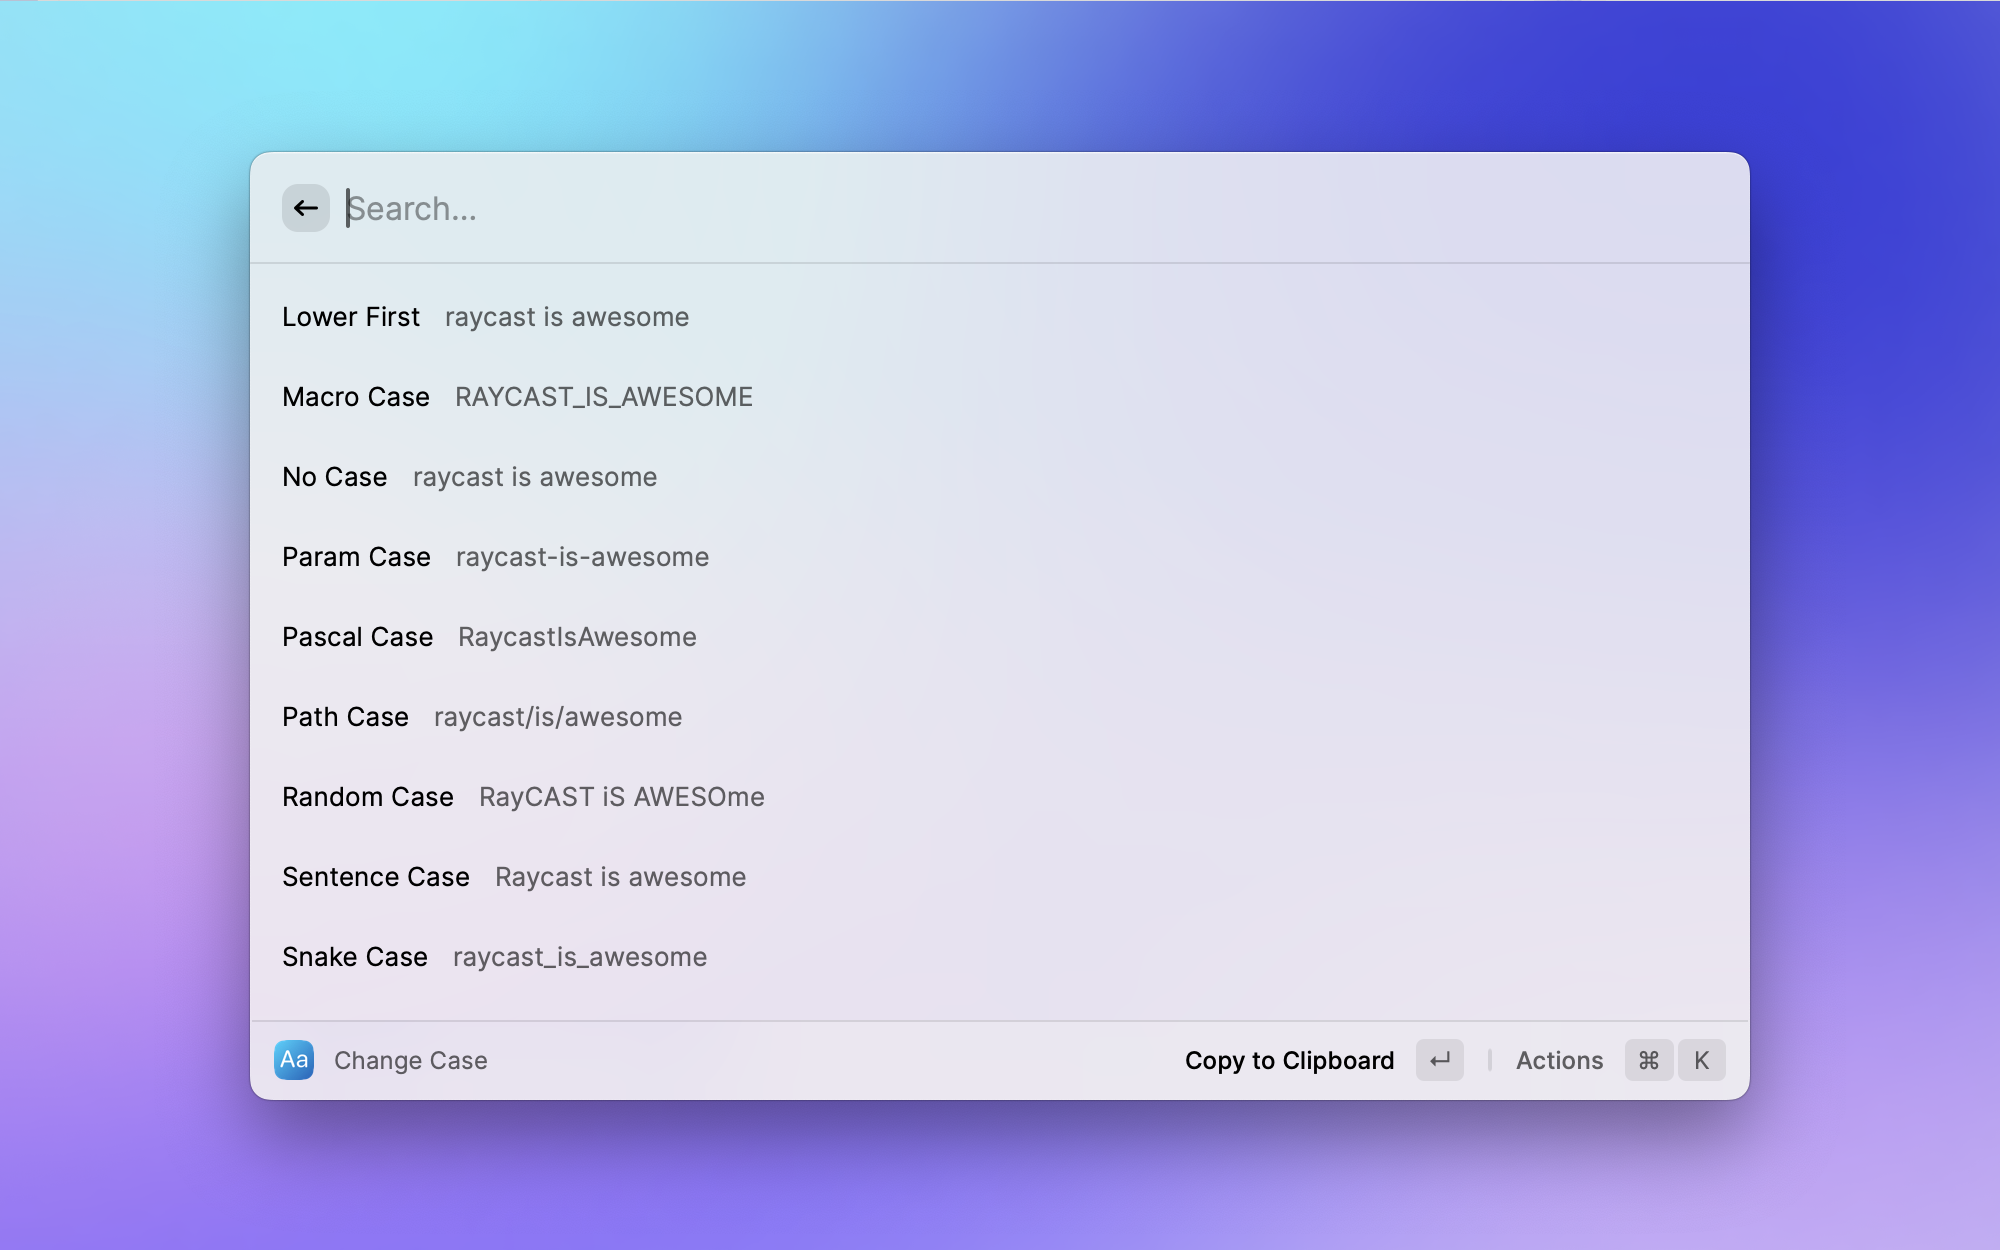 Search...
Lower First raycast is awesome
Macro Case RAYCAST_IS_AWESOME
No Case raycast is awesome
Param Case raycast-is-awesome
Pascal Case RaycastIsAwesome
Path Case raycast/is/awesome
Random Case RayCAST iS AWESOme
Sentence Case Raycast is awesome
Snake Case raycast_is_awesome
Aa Change Case Copy to Clipboard ↵ Actions ⌘ K